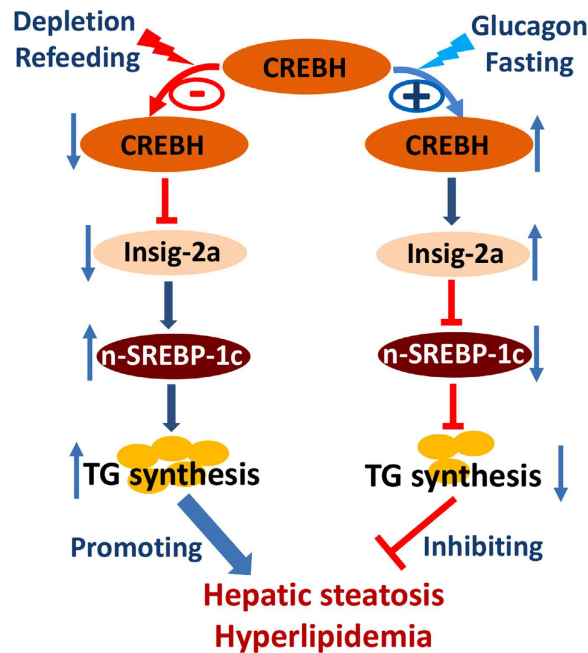 Depletion
Refeeding
CREBH
Glucagon
Fasting
-
+
CREBH
CREBH
Insig-2a
Insig-2a
n-SREBP-1c
n-SREBP-1c
TG synthesis
TG synthesis
Promoting
Inhibiting
Hepatic steatosis
Hyperlipidemia